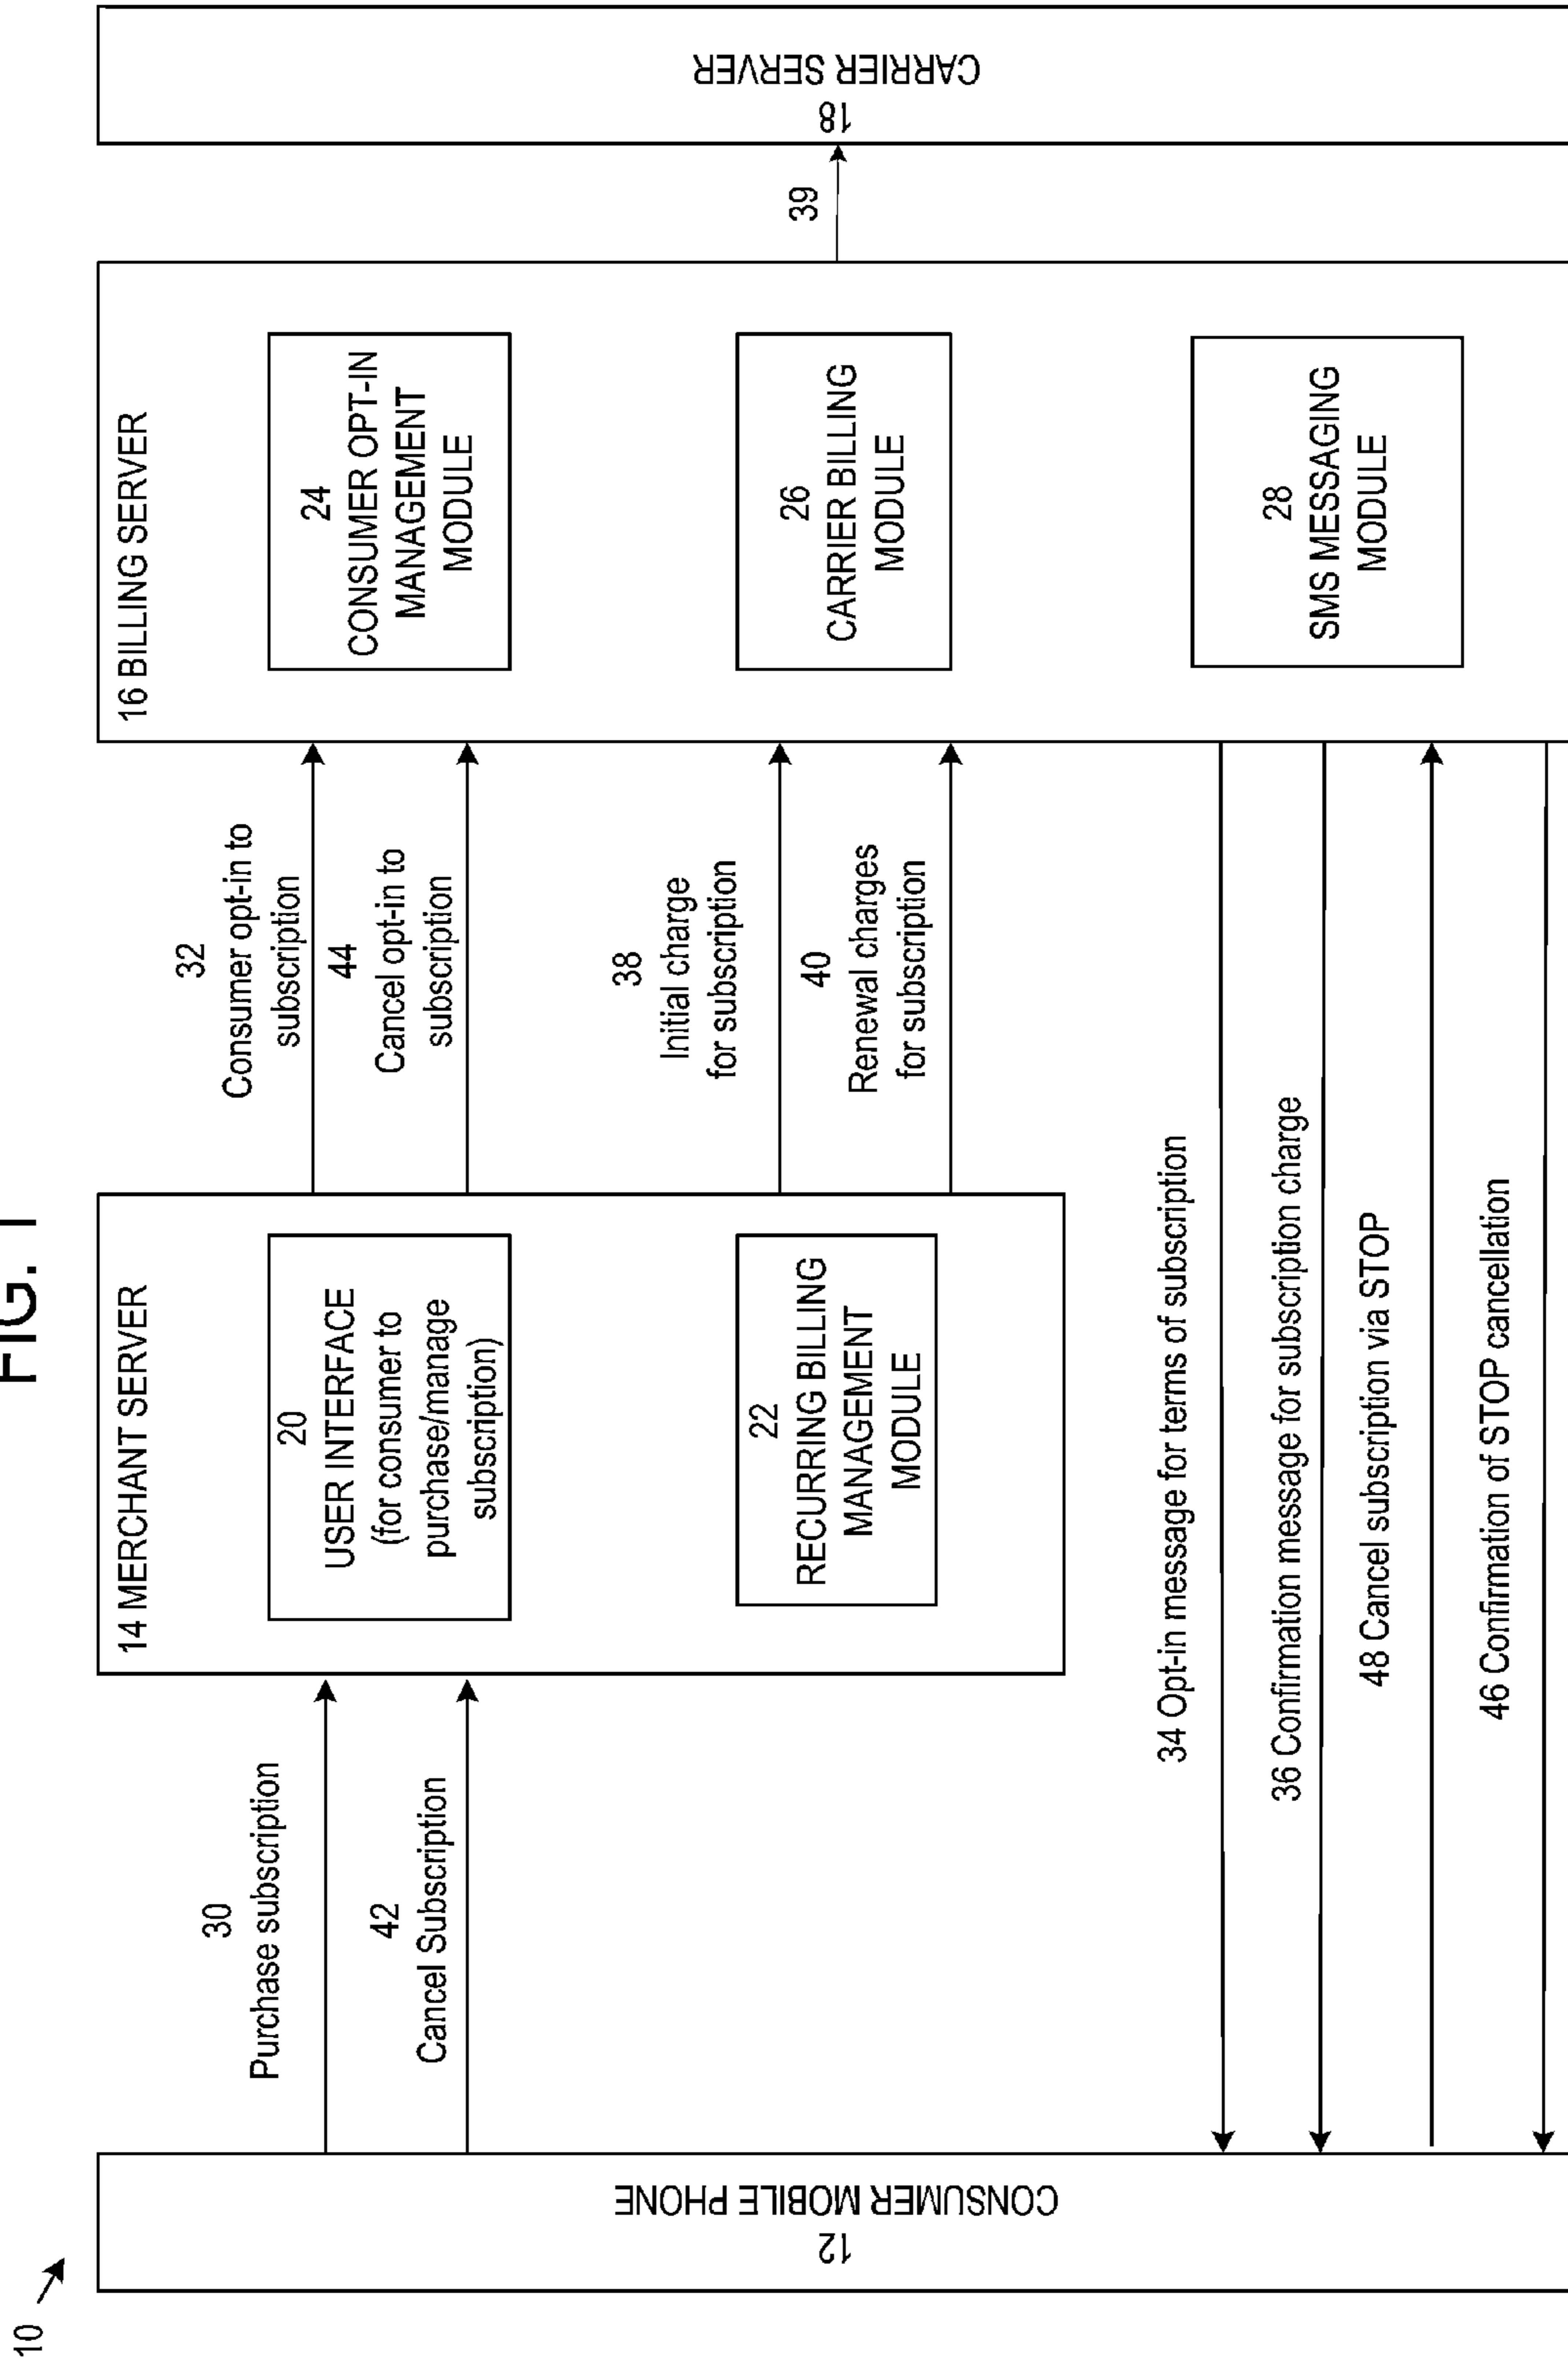 FIG. 1
10
12
CONSUMER MOBILE PHONE
30
Purchase subscription
42
Cancel Subscription
14 MERCHANT SERVER
20
USER INTERFACE
(for consumer to
purchase/manage
subscription)
22
RECURRING BILLING
MANAGEMENT
MODULE
32
Consumer opt-in to
subscription
44
Cancel opt-in to
subscription
38
Initial charge
for subscription
40
Renewal charges
for subscription
34 Opt-in message for terms of subscription
36 Confirmation message for subscription charge
48 Cancel subscription via STOP
46 Confirmation of STOP cancellation
16 BILLING SERVER
24
CONSUMER OPT-IN
MANAGEMENT
MODULE
26
CARRIER BILLING
MODULE
28
SMS MESSAGING
MODULE
39
18
CARRIER SERVER